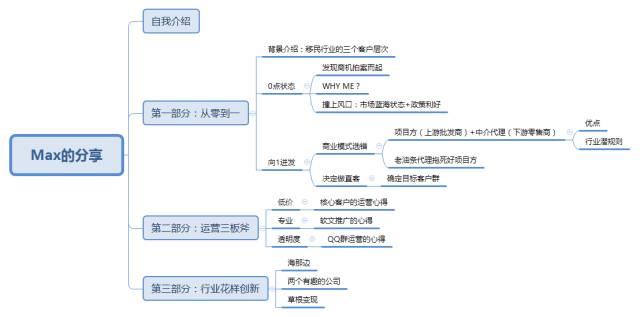 Max的分享
自我介绍
第一部分：从零到一
背景介绍：移民行业的三个客户层次
0点状态
发现商机拍案而起
WHY ME？
撞上风口：市场蓝海状态+政策利好
向1进发
商业模式选错
项目方（上游批发商）+中介代理（下游零售商）
优点
行业潜规则
老油条代理拖死好项目方
决定做直客
确定目标客户群
第二部分：运营三板斧
低价
核心客户的运营心得
专业
软文推广的心得
透明度
QQ群运营的心得
第三部分：行业花样创新
海那边
两个有趣的公司
草根变现